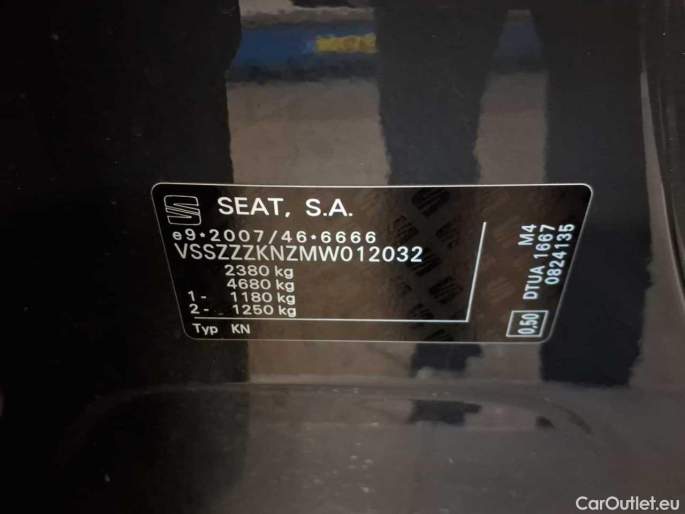 SEAT, S.A.
e9*2007/46*6666
VSSZZZKNZMW012032
2380 kg
4680 kg
1- 1180 kg
2- 1250 kg
Typ KN
M4
DTUA 1667
0824135
0,50
CarOutlet.eu